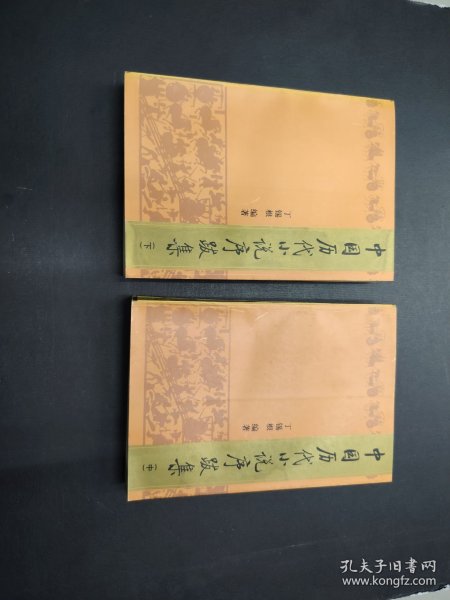 中国历代小说序跋集（下）
丁锡根 编著
中国历代小说序跋集（中）
丁锡根 编著
孔夫子旧书网
www.kongfz.com